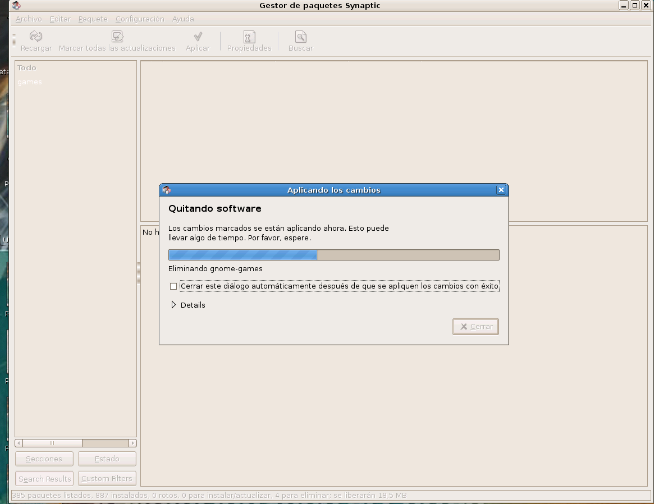 Gestor de paquetes Synaptic
Archivo Editar Paquete Configuración Ayuda
Recargar Marcar todas las actualizaciones Aplicar Propiedades Buscar
Todo
games
Aplicando los cambios
Quitando software
Los cambios marcados se están aplicando ahora. Esto puede
llevar algo de tiempo. Por favor, espere.
No h
Eliminando gnome-games
Cerrar este diálogo automáticamente después de que se apliquen los cambios con éxito
Details
Cerrar
Secciones Estado
Search Results Custom Filters
paquetes listados, 887 instalados, 0 rotos, 0 para instalar/actualizar, 4 para eliminar; se liberarán 18,5 MB